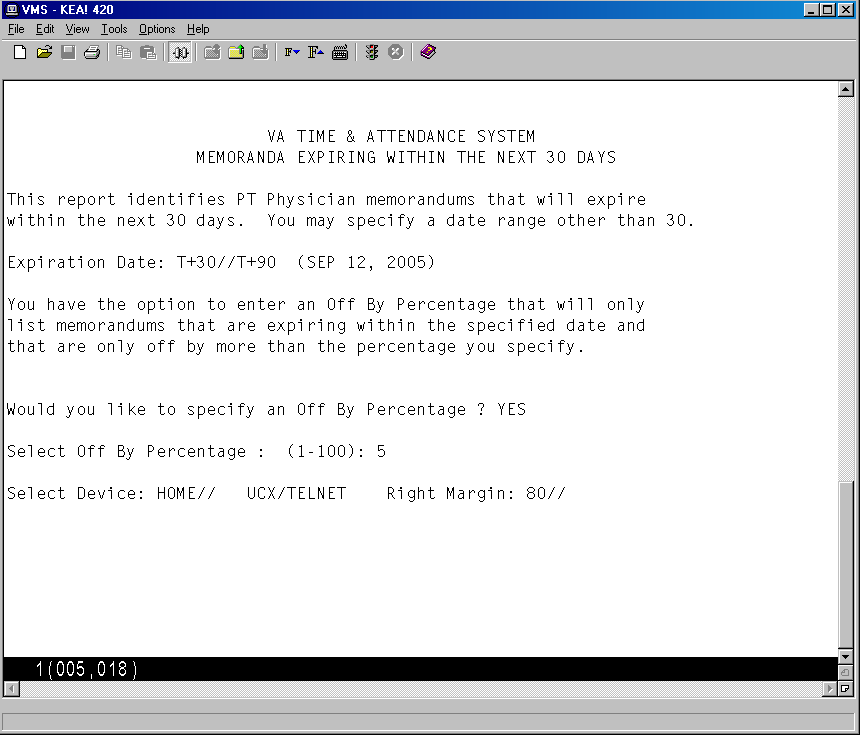 VMS - KEA! 420
File Edit View Tools Options Help
VA TIME & ATTENDANCE SYSTEM
MEMORANDA EXPIRING WITHIN THE NEXT 30 DAYS
This report identifies PT Physician memorandums that will expire
within the next 30 days.  You may specify a date range other than 30.
Expiration Date: T+30//T+90  (SEP 12, 2005)
You have the option to enter an Off By Percentage that will only
list memorandums that are expiring within the specified date and
that are only off by more than the percentage you specify.
Would you like to specify an Off By Percentage ? YES
Select Off By Percentage :  (1-100): 5
Select Device: HOME//   UCX/TELNET    Right Margin: 80//
1(005,018)